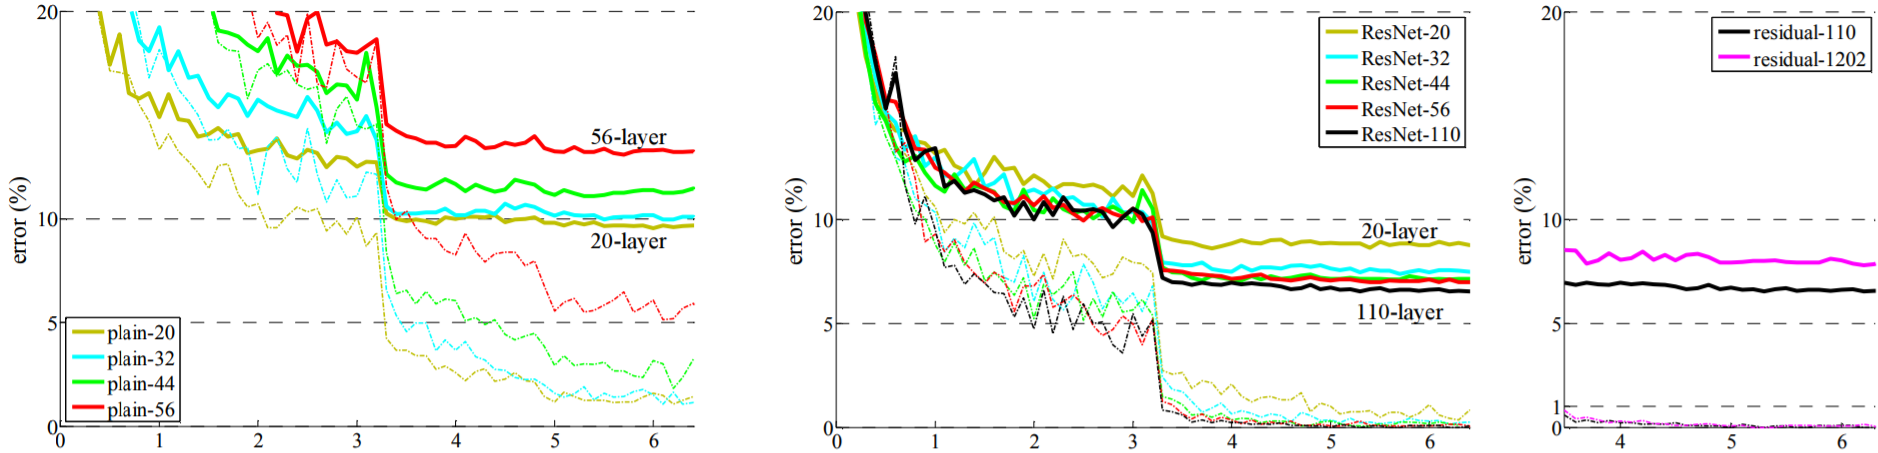 20
10
5
0
error (%)
56-layer
20-layer
plain-20
plain-32
plain-44
plain-56
0 1 2 3 4 5 6
20
10
5
0
error (%)
ResNet-20
ResNet-32
ResNet-44
ResNet-56
ResNet-110
20-layer
110-layer
0 1 2 3 4 5 6
20
10
5
1
0
error (%)
residual-110
residual-1202
4 5 6